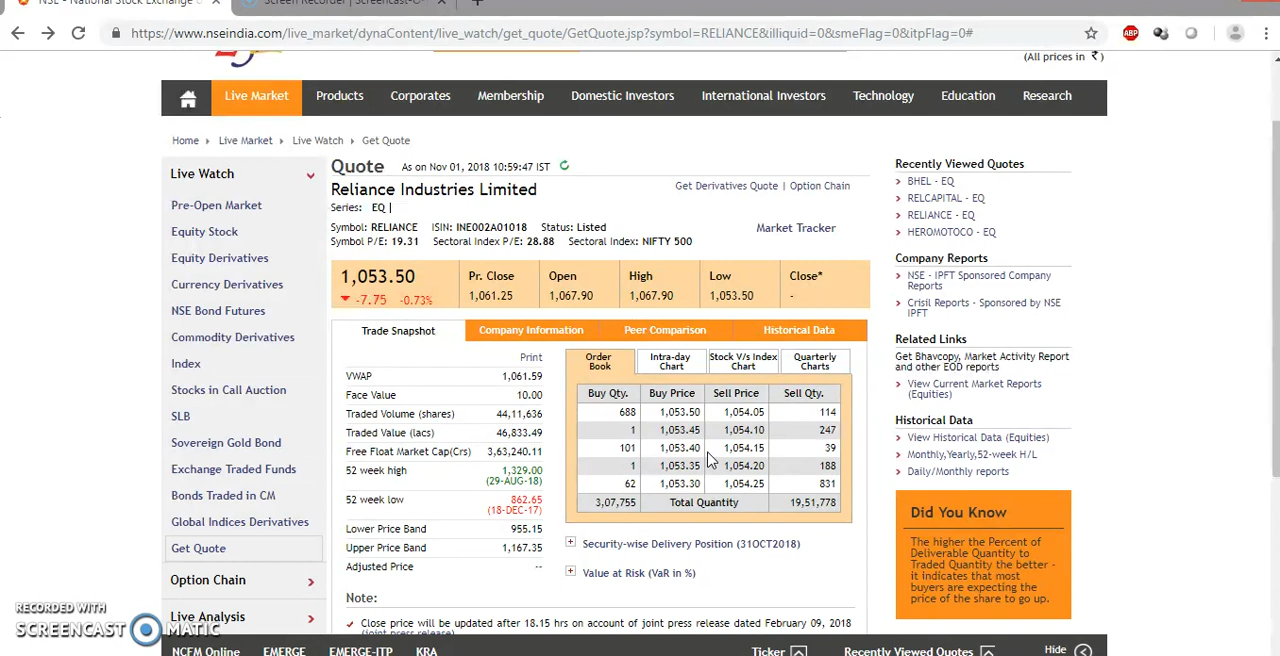 NSE - National Stock Exchange
Screen Recorder | Screencast-O-
https://www.nseindia.com/live_market/dynaContent/live_watch/get_quote/GetQuote.jsp?symbol=RELIANCE&illiquid=0&smeFlag=0&itpFlag=0#
ABP
(All prices in ₹ )
Live Market Products Corporates Membership Domestic Investors International Investors Technology Education Research
Home › Live Market › Live Watch › Get Quote
Live Watch
Pre-Open Market
Equity Stock
Equity Derivatives
Currency Derivatives
NSE Bond Futures
Commodity Derivatives
Index
Stocks in Call Auction
SLB
Sovereign Gold Bond
Exchange Traded Funds
Bonds Traded in CM
Global Indices Derivatives
Get Quote
Option Chain
Live Analysis
Quote As on Nov 01, 2018 10:59:47 IST
Reliance Industries Limited
Get Derivatives Quote | Option Chain
Series: EQ |
Symbol: RELIANCE ISIN: INE002A01018 Status: Listed
Market Tracker
Symbol P/E: 19.31 Sectoral Index P/E: 28.88 Sectoral Index: NIFTY 500
1,053.50 Pr. Close Open High Low Close*
-7.75 -0.73% 1,061.25 1,067.90 1,067.90 1,053.50 -
Trade Snapshot Company Information Peer Comparison Historical Data
Print
VWAP 1,061.59
Face Value 10.00
Traded Volume (shares) 44,11,636
Traded Value (lacs) 46,833.49
Free Float Market Cap(Crs) 3,63,240.11
52 week high 1,329.00
(29-AUG-18)
52 week low 862.65
(18-DEC-17)
Lower Price Band 955.15
Upper Price Band 1,167.35
Adjusted Price --
Order Book Intra-day Chart Stock V/s Index Chart Quarterly Charts
Buy Qty. Buy Price Sell Price Sell Qty.
688 1,053.50 1,054.05 114
1 1,053.45 1,054.10 247
101 1,053.40 1,054.15 39
1 1,053.35 1,054.20 188
62 1,053.30 1,054.25 831
3,07,755 Total Quantity 19,51,778
Security-wise Delivery Position (31OCT2018)
Value at Risk (VaR in %)
Note:
Close price will be updated after 18.15 hrs on account of joint press release dated February 09, 2018
(joint press release)
Recently Viewed Quotes
BHEL - EQ
RELCAPITAL - EQ
RELIANCE - EQ
HEROMOTOCO - EQ
Company Reports
NSE - IPFT Sponsored Company
Reports
Crisil Reports - Sponsored by NSE
IPFT
Related Links
Get Bhavcopy, Market Activity Report
and other EOD reports
View Current Market Reports
(Equities)
Historical Data
View Historical Data (Equities)
Monthly,Yearly,52-week H/L
Daily/Monthly reports
Did You Know
The higher the Percent of
Deliverable Quantity to
Traded Quantity the better -
it indicates that most
buyers are expecting the
price of the share to go up.
RECORDED WITH
SCREENCAST MATIC
NCFM Online EMERGE EMERGE-ITP KRA Ticker Recently Viewed Quotes Hide